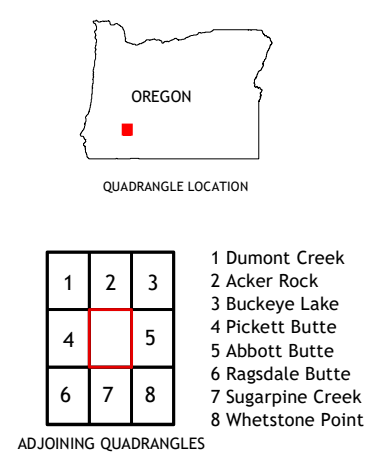 OREGON
QUADRANGLE LOCATION
1 2 3
4 5
6 7 8
1 Dumont Creek
2 Acker Rock
3 Buckeye Lake
4 Pickett Butte
5 Abbott Butte
6 Ragsdale Butte
7 Sugarpine Creek
8 Whetstone Point
ADJOINING QUADRANGLES